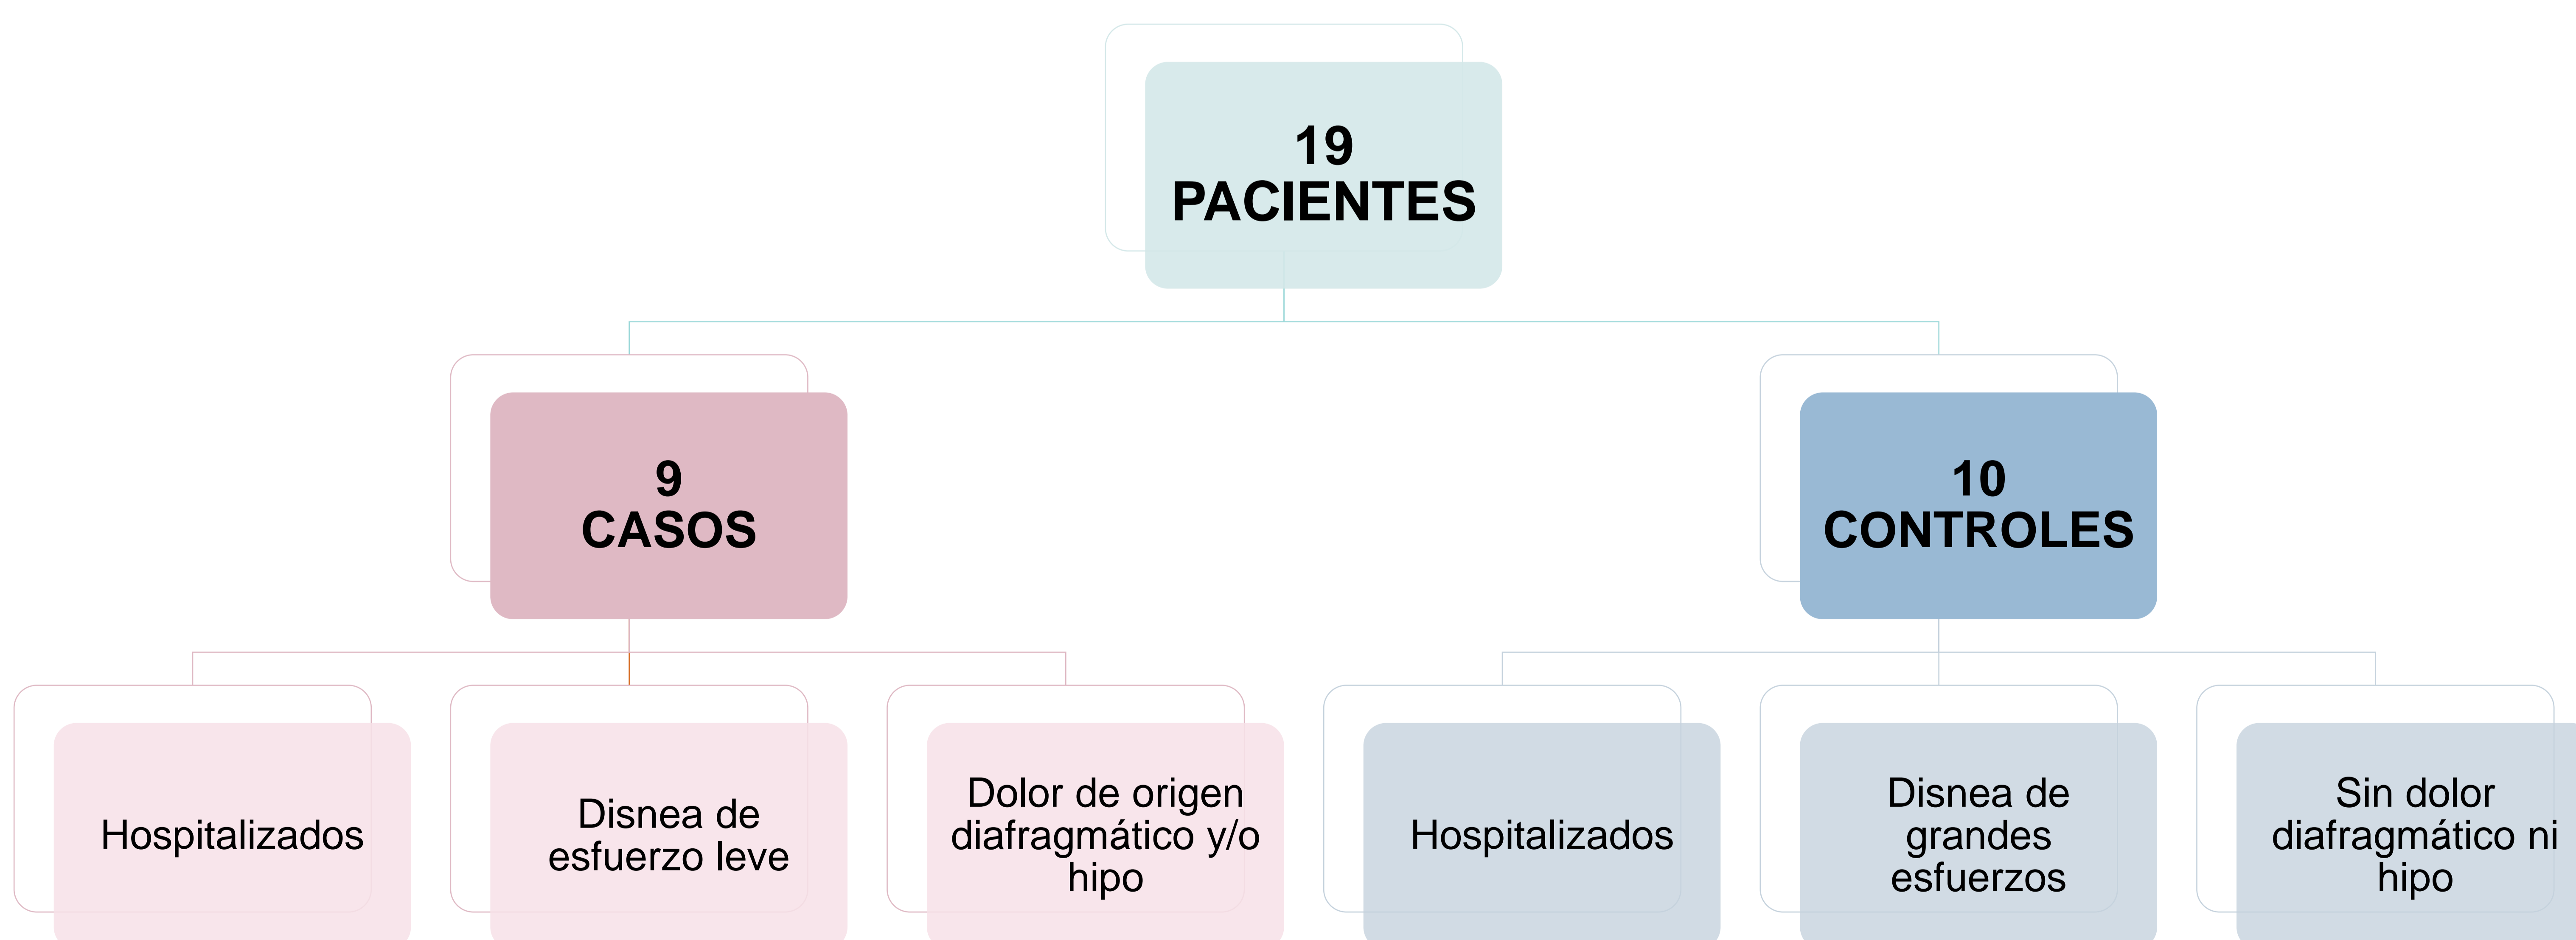 19
PACIENTES
9
CASOS
10
CONTROLES
Hospitalizados
Disnea de
esfuerzo leve
Dolor de origen
diafragmático y/o
hipo
Hospitalizados
Disnea de
grandes
esfuerzos
Sin dolor
diafragmático ni
hipo